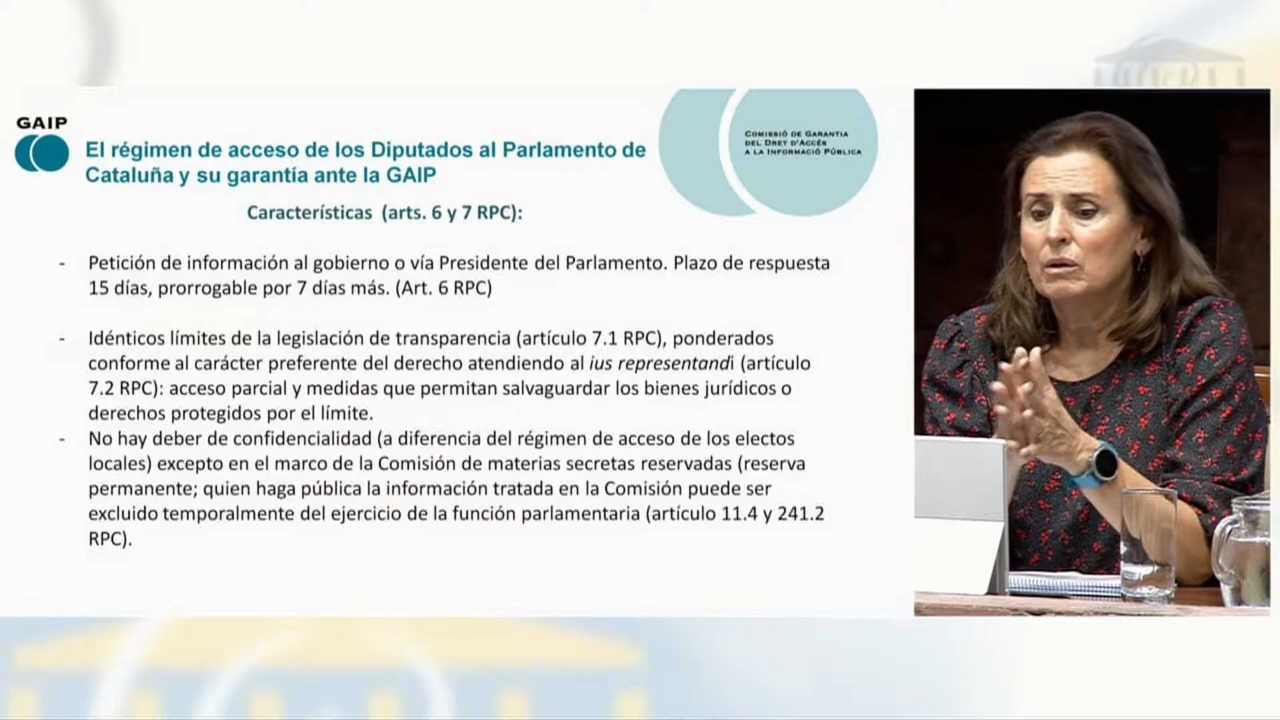 GAIP
El régimen de acceso de los Diputados al Parlamento de
Cataluña y su garantía ante la GAIP
COMISSIÓ DE GARANTIA
DEL DRET D'ACCÉS
A LA INFORMACIÓ PÚBLICA
Características (arts. 6 y 7 RPC):
- Petición de información al gobierno o vía Presidente del Parlamento. Plazo de respuesta
15 días, prorrogable por 7 días más. (Art. 6 RPC)
- Idénticos límites de la legislación de transparencia (artículo 7.1 RPC), ponderados
conforme al carácter preferente del derecho atendiendo al ius representandi (artículo
7.2 RPC): acceso parcial y medidas que permitan salvaguardar los bienes jurídicos o
derechos protegidos por el límite.
- No hay deber de confidencialidad (a diferencia del régimen de acceso de los electos
locales) excepto en el marco de la Comisión de materias secretas reservadas (reserva
permanente; quien haga pública la información tratada en la Comisión puede ser
excluido temporalmente del ejercicio de la función parlamentaria (artículo 11.4 y 241.2
RPC).